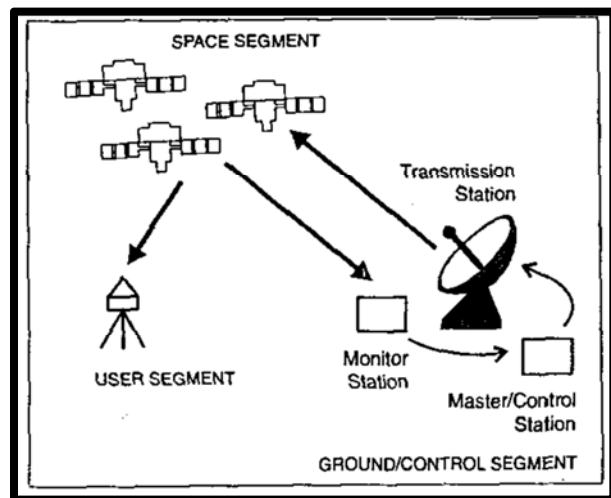 SPACE SEGMENT
Transmission
Station
USER SEGMENT
Monitor
Station
Master/Control
Station
GROUND/CONTROL SEGMENT